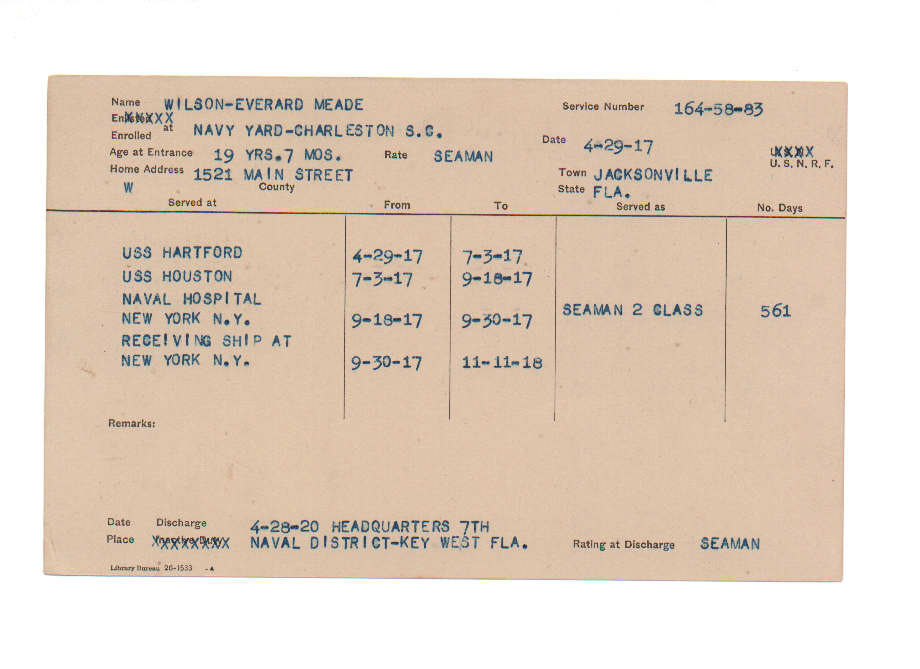 Name WILSON-EVERARD MEADE Service Number 164-58-83
Enlisted XXXXX
Enrolled at NAVY YARD-CHARLESTON S.C. Date 4-29-17 XXXX
Age at Entrance 19 YRS.7 MOS. Rate SEAMAN U. S. N. R. F.
Home Address 1521 MAIN STREET Town JACKSONVILLE
W County State FLA.
Served at From To Served as No. Days
USS HARTFORD 4-29-17 7-3-17
USS HOUSTON 7-3-17 9-18-17
NAVAL HOSPITAL
NEW YORK N.Y. 9-18-17 9-30-17 SEAMAN 2 CLASS 561
RECEIVING SHIP AT
NEW YORK N.Y. 9-30-17 11-11-18
Remarks:
Date Discharge 4-28-20 HEADQUARTERS 7TH
Place Inactive Duty XXXXXXXX NAVAL DISTRICT-KEY WEST FLA. Rating at Discharge SEAMAN
Library Bureau 26-1533 -A